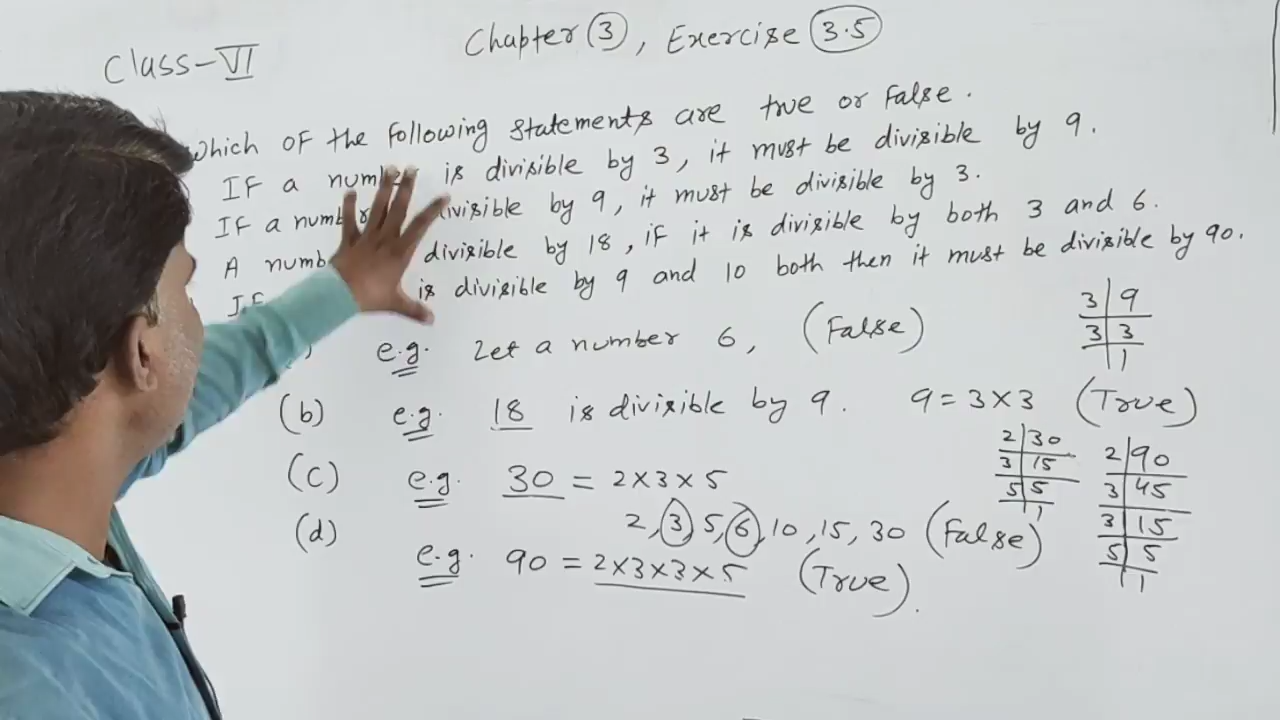 Chapter 3, Exercise 3.5
Class-VI
which of the following statements are true or false.
If a number is divisible by 3, it must be divisible by 9.
If a numb divisible by 9, it must be divisible by 3.
A numb divisible by 18, if it is divisible by both 3 and 6.
If is divisible by 9 and 10 both then it must be divisible by 90.
e.g. Let a number 6, (False)
3 | 9
3 | 3
1
(b) e.g. 18 is divisible by 9. 9 = 3×3 (True)
(c) e.g. 30 = 2×3×5
2, 3, 5, 6, 10, 15, 30 (False)
2 | 30
3 | 15
5 | 5
1
2 | 90
3 | 45
3 | 15
5 | 5
1
(d)
e.g. 90 = 2×3×3×5 (True).